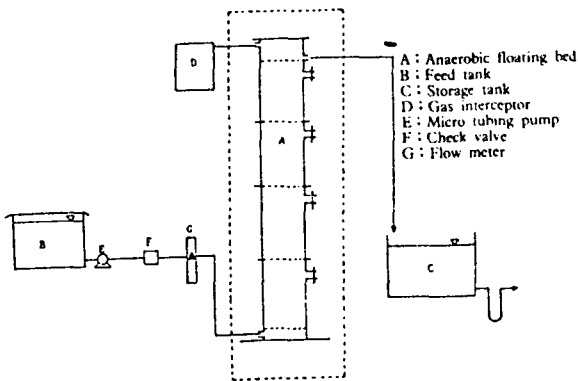 A : Anaerobic floating bed
B : Feed tank
C : Storage tank
D : Gas interceptor
E : Micro tubing pump
F : Check valve
G : Flow meter
D
A
G
B
E
F
C